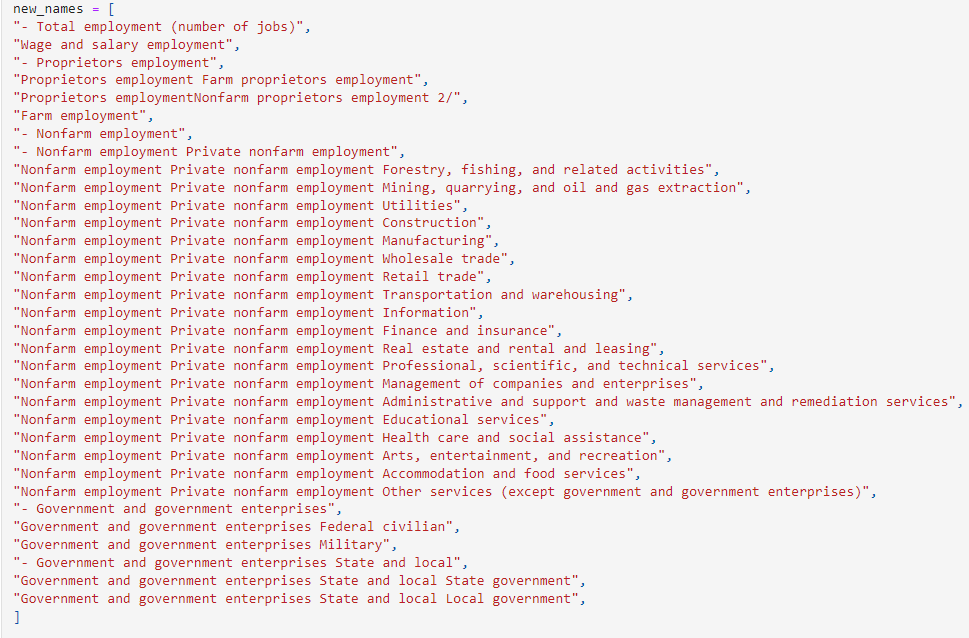 new_names = [
"- Total employment (number of jobs)",
"Wage and salary employment",
"- Proprietors employment",
"Proprietors employment Farm proprietors employment",
"Proprietors employmentNonfarm proprietors employment 2/",
"Farm employment",
"- Nonfarm employment",
"- Nonfarm employment Private nonfarm employment",
"Nonfarm employment Private nonfarm employment Forestry, fishing, and related activities",
"Nonfarm employment Private nonfarm employment Mining, quarrying, and oil and gas extraction",
"Nonfarm employment Private nonfarm employment Utilities",
"Nonfarm employment Private nonfarm employment Construction",
"Nonfarm employment Private nonfarm employment Manufacturing",
"Nonfarm employment Private nonfarm employment Wholesale trade",
"Nonfarm employment Private nonfarm employment Retail trade",
"Nonfarm employment Private nonfarm employment Transportation and warehousing",
"Nonfarm employment Private nonfarm employment Information",
"Nonfarm employment Private nonfarm employment Finance and insurance",
"Nonfarm employment Private nonfarm employment Real estate and rental and leasing",
"Nonfarm employment Private nonfarm employment Professional, scientific, and technical services",
"Nonfarm employment Private nonfarm employment Management of companies and enterprises",
"Nonfarm employment Private nonfarm employment Administrative and support and waste management and remediation services",
"Nonfarm employment Private nonfarm employment Educational services",
"Nonfarm employment Private nonfarm employment Health care and social assistance",
"Nonfarm employment Private nonfarm employment Arts, entertainment, and recreation",
"Nonfarm employment Private nonfarm employment Accommodation and food services",
"Nonfarm employment Private nonfarm employment Other services (except government and government enterprises)",
"- Government and government enterprises",
"Government and government enterprises Federal civilian",
"Government and government enterprises Military",
"- Government and government enterprises State and local",
"Government and government enterprises State and local State government",
"Government and government enterprises State and local Local government",
]